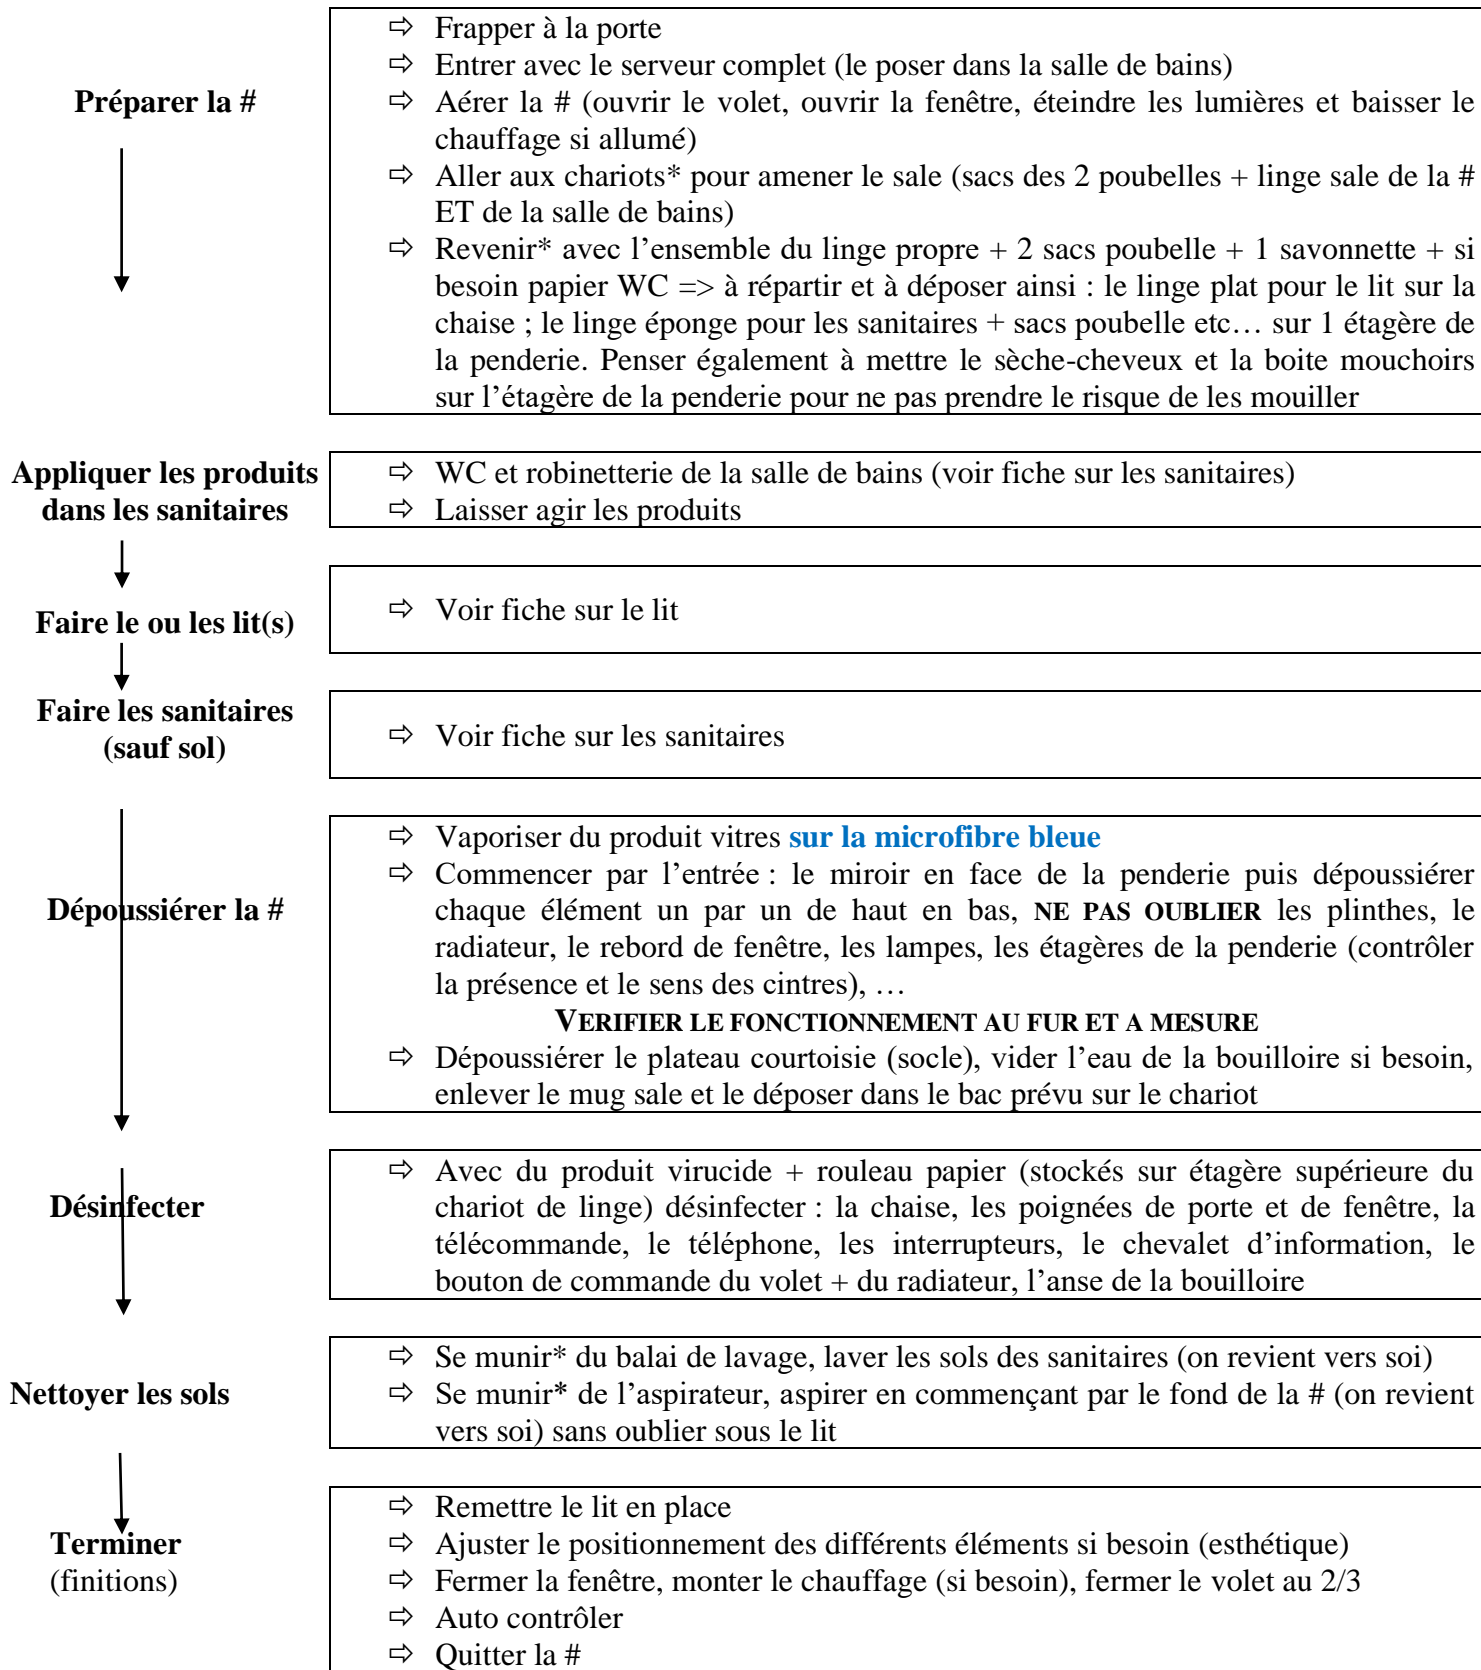 Préparer la #
⇨ Frapper à la porte
⇨ Entrer avec le serveur complet (le poser dans la salle de bains)
⇨ Aérer la # (ouvrir le volet, ouvrir la fenêtre, éteindre les lumières et baisser le
chauffage si allumé)
⇨ Aller aux chariots* pour amener le sale (sacs des 2 poubelles + linge sale de la #
ET de la salle de bains)
⇨ Revenir* avec l’ensemble du linge propre + 2 sacs poubelle + 1 savonnette + si
besoin papier WC => à répartir et à déposer ainsi : le linge plat pour le lit sur la
chaise ; le linge éponge pour les sanitaires + sacs poubelle etc… sur 1 étagère de
la penderie. Penser également à mettre le sèche-cheveux et la boite mouchoirs
sur l’étagère de la penderie pour ne pas prendre le risque de les mouiller
Appliquer les produits
dans les sanitaires
⇨ WC et robinetterie de la salle de bains (voir fiche sur les sanitaires)
⇨ Laisser agir les produits
Faire le ou les lit(s)
⇨ Voir fiche sur le lit
Faire les sanitaires
(sauf sol)
⇨ Voir fiche sur les sanitaires
Dépoussiérer la #
⇨ Vaporiser du produit vitres sur la microfibre bleue
⇨ Commencer par l’entrée : le miroir en face de la penderie puis dépoussiérer
chaque élément un par un de haut en bas, NE PAS OUBLIER les plinthes, le
radiateur, le rebord de fenêtre, les lampes, les étagères de la penderie (contrôler
la présence et le sens des cintres), …
VERIFIER LE FONCTIONNEMENT AU FUR ET A MESURE
⇨ Dépoussiérer le plateau courtoisie (socle), vider l’eau de la bouilloire si besoin,
enlever le mug sale et le déposer dans le bac prévu sur le chariot
Désinfecter
⇨ Avec du produit virucide + rouleau papier (stockés sur étagère supérieure du
chariot de linge) désinfecter : la chaise, les poignées de porte et de fenêtre, la
télécommande, le téléphone, les interrupteurs, le chevalet d’information, le
bouton de commande du volet + du radiateur, l’anse de la bouilloire
Nettoyer les sols
⇨ Se munir* du balai de lavage, laver les sols des sanitaires (on revient vers soi)
⇨ Se munir* de l’aspirateur, aspirer en commençant par le fond de la # (on revient
vers soi) sans oublier sous le lit
Terminer
(finitions)
⇨ Remettre le lit en place
⇨ Ajuster le positionnement des différents éléments si besoin (esthétique)
⇨ Fermer la fenêtre, monter le chauffage (si besoin), fermer le volet au 2/3
⇨ Auto contrôler
⇨ Quitter la #